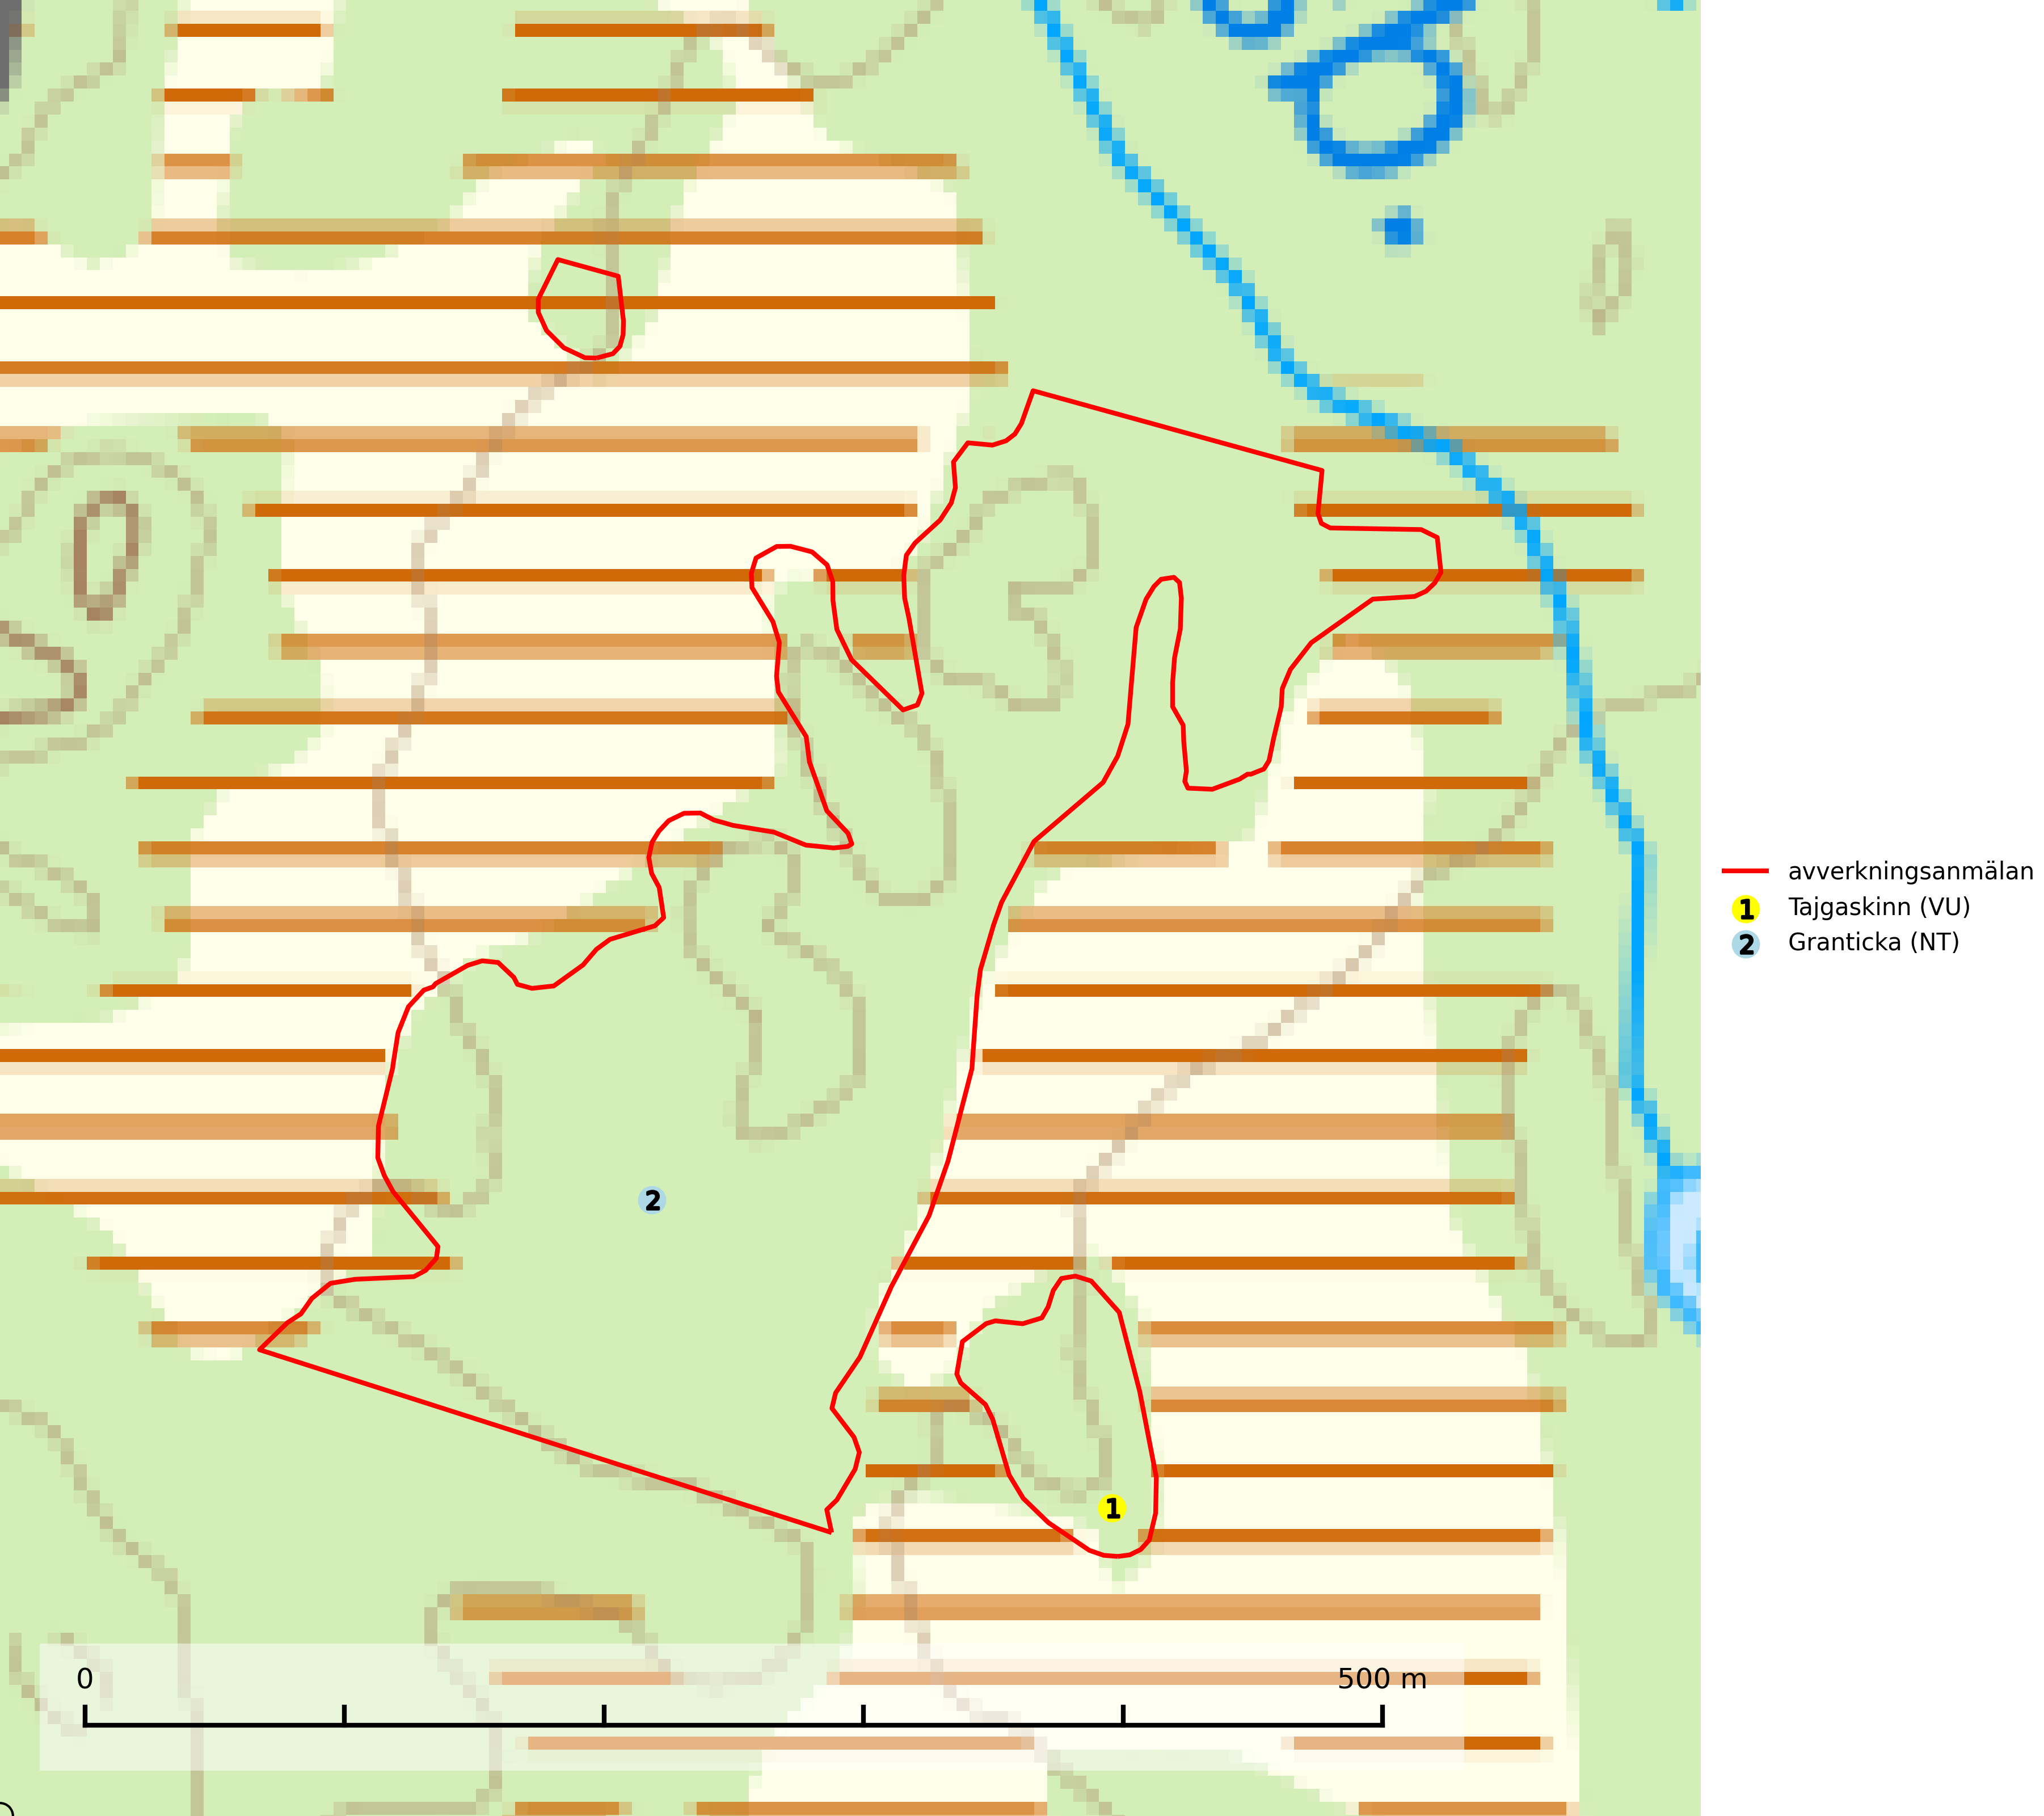 2
1
0
500 m
avverkningsanmälan
1 Tajgaskinn (VU)
2 Granticka (NT)